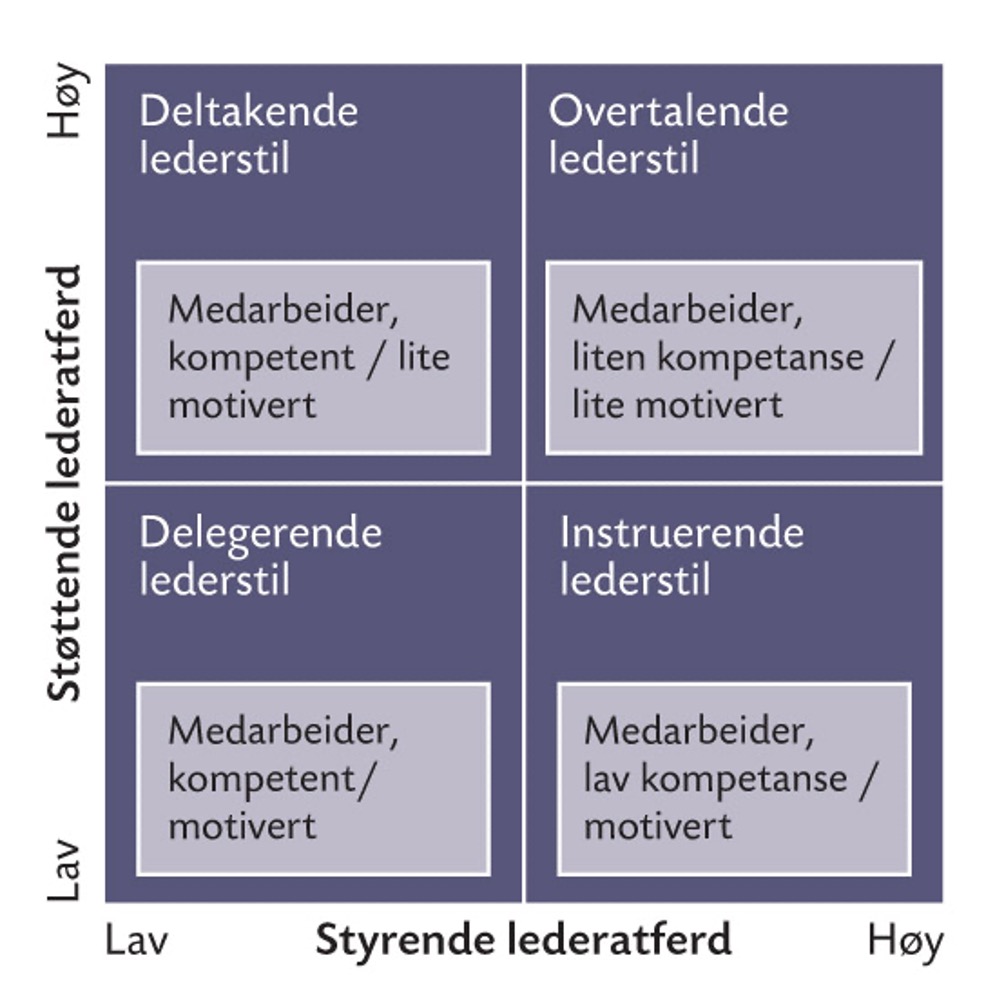 Høy
Støttende lederatferd
Lav
Deltakende
lederstil
Medarbeider,
kompetent / lite
motivert
Overtalende
lederstil
Medarbeider,
liten kompetanse /
lite motivert
Delegerende
lederstil
Medarbeider,
kompetent/
motivert
Instruerende
lederstil
Medarbeider,
lav kompetanse /
motivert
Lav
Styrende lederatferd
Høy